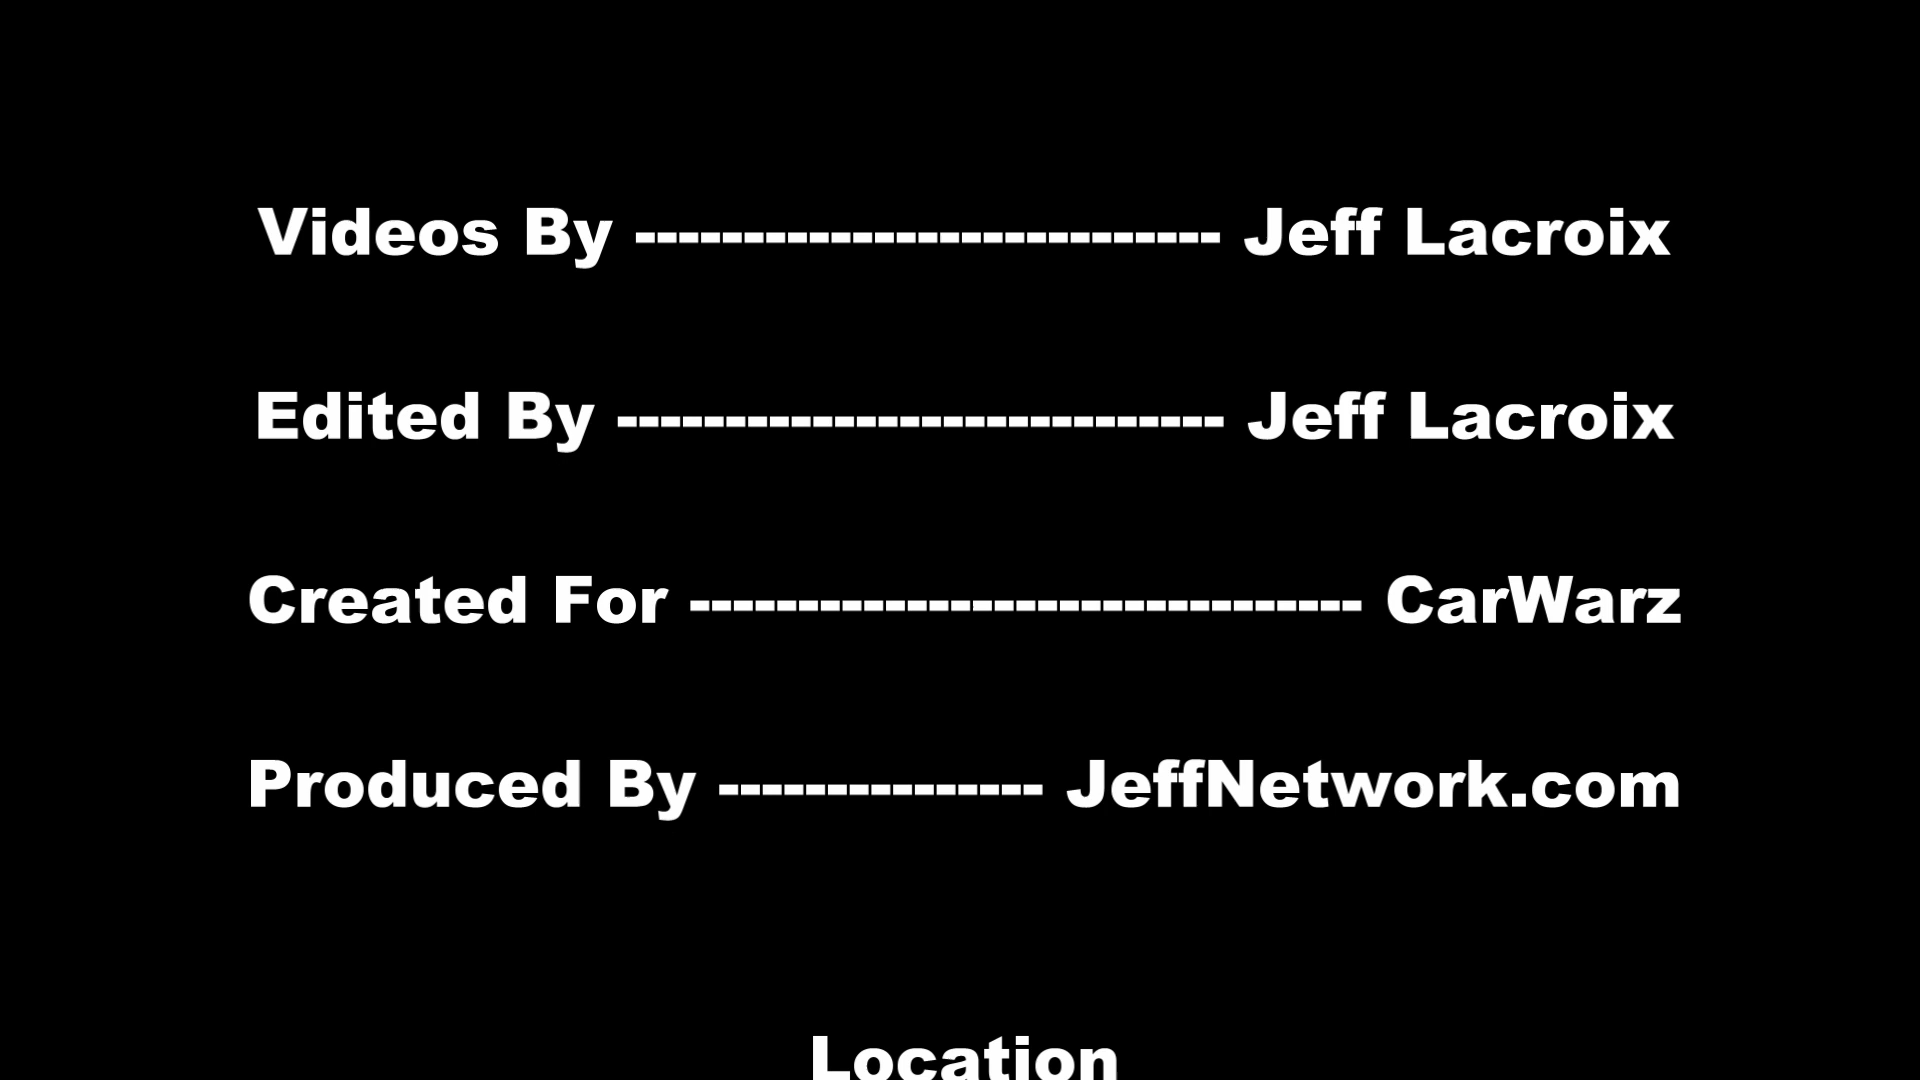 Videos By --------------------------- Jeff Lacroix
Edited By ---------------------------- Jeff Lacroix
Created For ------------------------------- CarWarz
Produced By --------------- JeffNetwork.com
Location